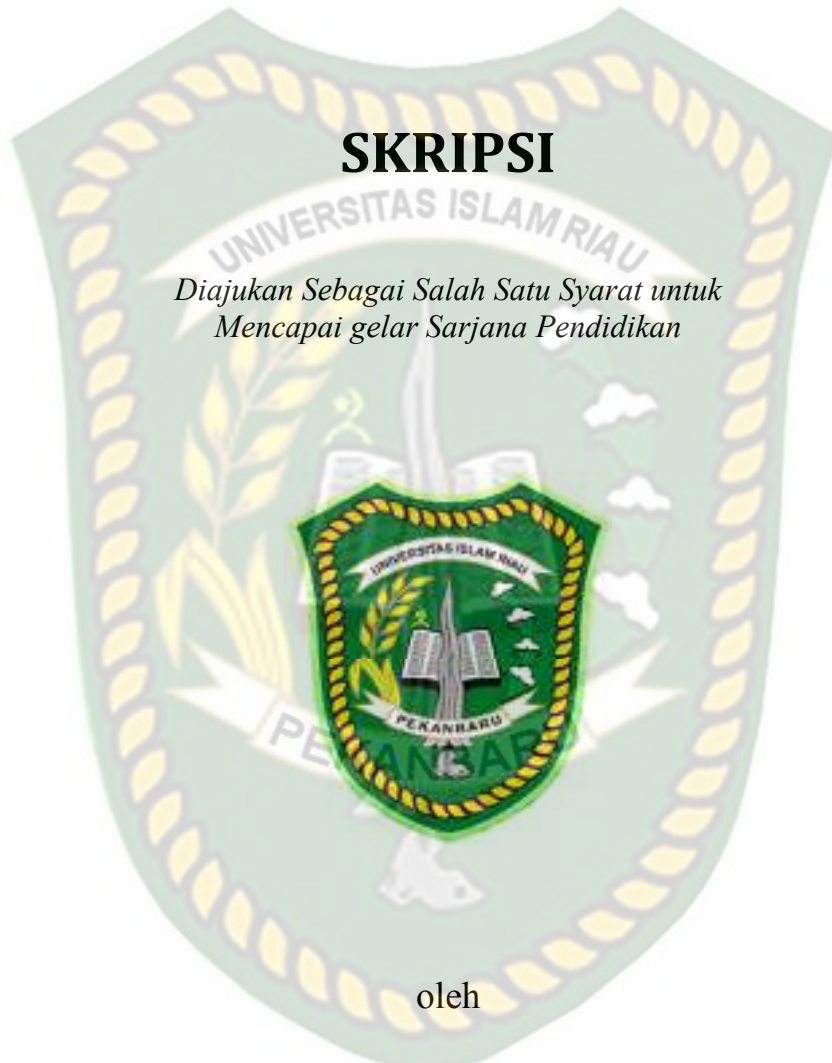 SKRIPSI
UNIVERSITAS ISLAM RIAU
Diajukan Sebagai Salah Satu Syarat untuk
Mencapai gelar Sarjana Pendidikan
UNIVERSITAS ISLAM RIAU
PEKANBARU
PEKANBARU
oleh